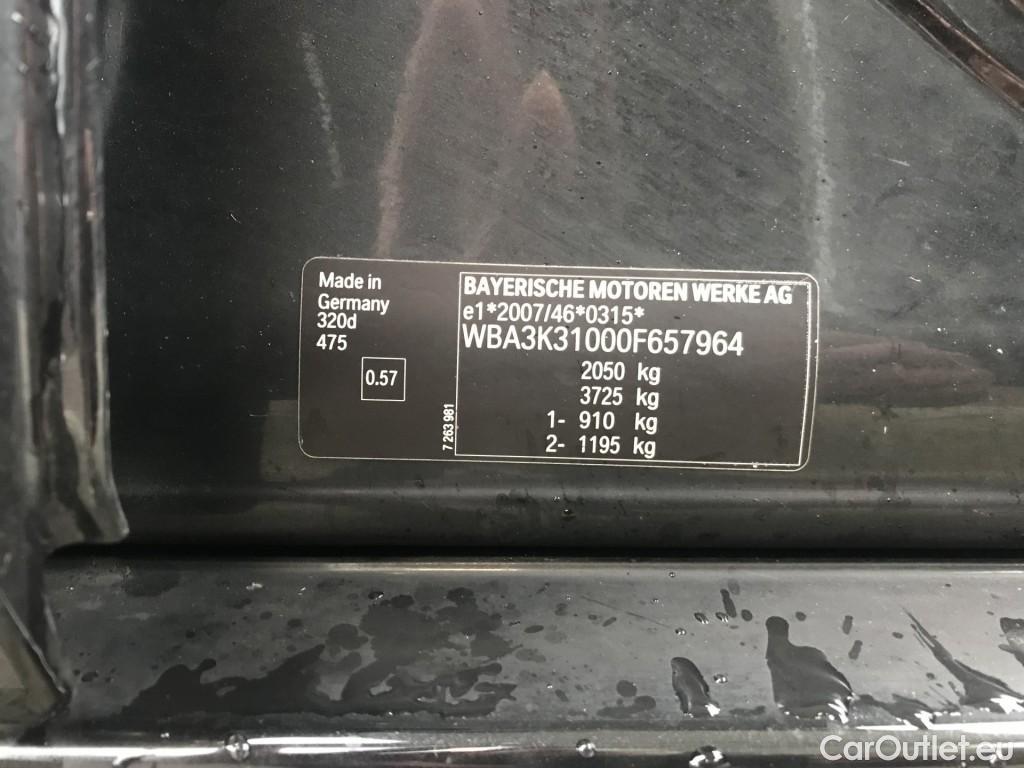 Made in
Germany
320d
475
0.57
7 263 981
BAYERISCHE MOTOREN WERKE AG
e1*2007/46*0315*
WBA3K31000F657964
2050 kg
3725 kg
1- 910 kg
2- 1195 kg
CarOutlet.eu